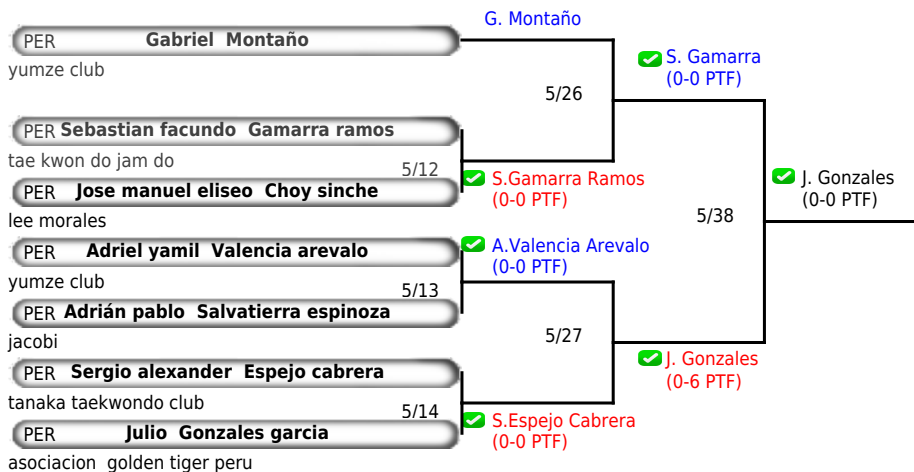 G. Montaño
PER Gabriel Montaño
yumze club
S. Gamarra
(0-0 PTF)
5/26
PER Sebastian facundo Gamarra ramos
tae kwon do jam do
5/12
PER Jose manuel eliseo Choy sinche
S.Gamarra Ramos
(0-0 PTF)
lee morales
J. Gonzales
(0-0 PTF)
5/38
PER Adriel yamil Valencia arevalo
A.Valencia Arevalo
(0-0 PTF)
yumze club
5/13
PER Adrián pablo Salvatierra espinoza
jacobi
5/27
J. Gonzales
(0-6 PTF)
PER Sergio alexander Espejo cabrera
tanaka taekwondo club
5/14
PER Julio Gonzales garcia
S.Espejo Cabrera
(0-0 PTF)
asociacion golden tiger peru